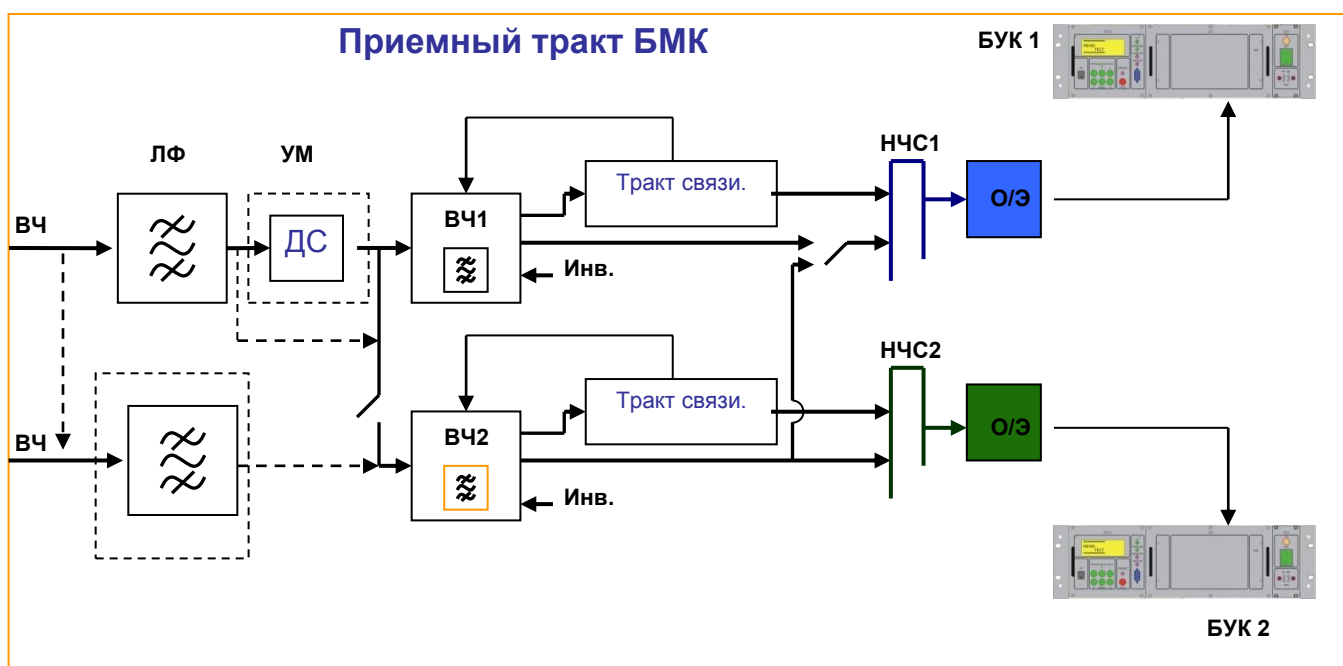 Приемный тракт БМК
БУК 1
ЛФ
УМ
НЧС1
Тракт связи.
ВЧ
ДС
ВЧ1
О/Э
Инв.
НЧС2
Тракт связи.
ВЧ
ВЧ2
О/Э
Инв.
БУК 2